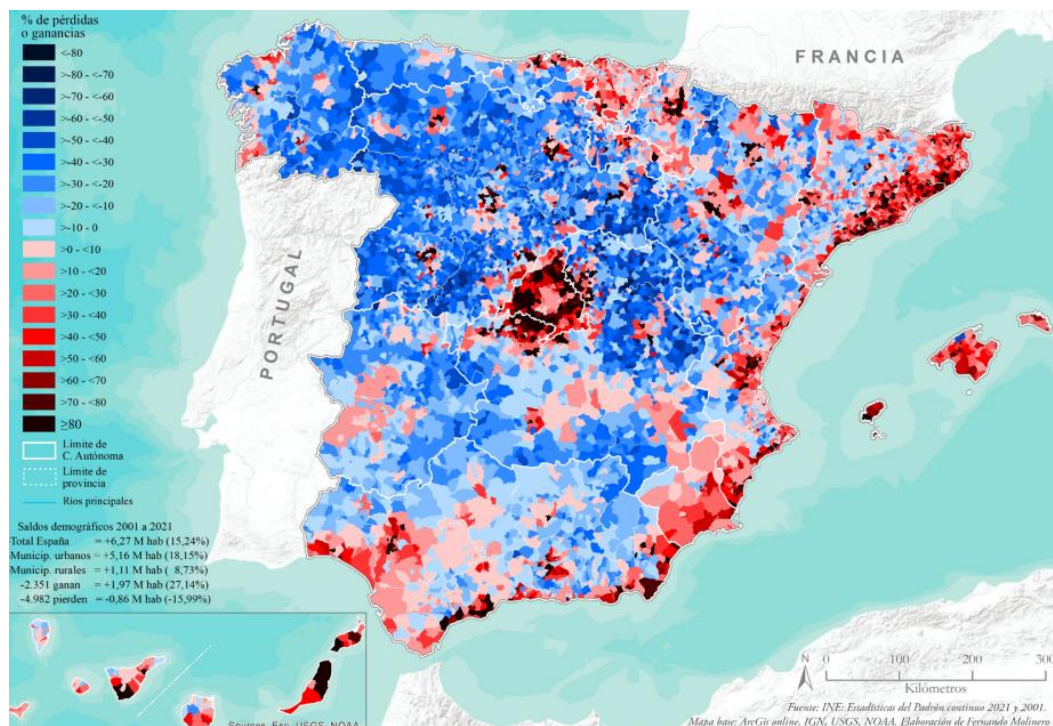 % de pérdidas
o ganancias
<-80
>-80 - <-70
>-70 - <-60
>-60 - <-50
>-50 - <-40
>-40 - <-30
>-30 - <-20
>-20 - <-10
>-10 - 0
>0 - <10
>10 - <20
>20 - <30
>30 - <40
>40 - <50
>50 - <60
>60 - <70
>70 - <80
≥80
Límite de
C. Autónoma
Límite de
provincia
Ríos principales
Saldos demográficos 2001 a 2021
Total España = +6,27 M hab (15,24%)
Municip. urbanos = +5,16 M hab (18,15%)
Municip. rurales = +1,11 M hab ( 8,73%)
-2.351 ganan = +1,97 M hab (27,14%)
-4.982 pierden = -0,86 M hab (-15,99%)
FRANCIA
PORTUGAL
Sources: Esri, USGS, NOAA
N 0 100 200 300
Kilómetros
Fuente: INE: Estadísticas del Padrón continuo 2021 y 2001.
Mapa base: ArcGis online, IGN, USGS, NOAA. Elaboración de Fernando Molinero.